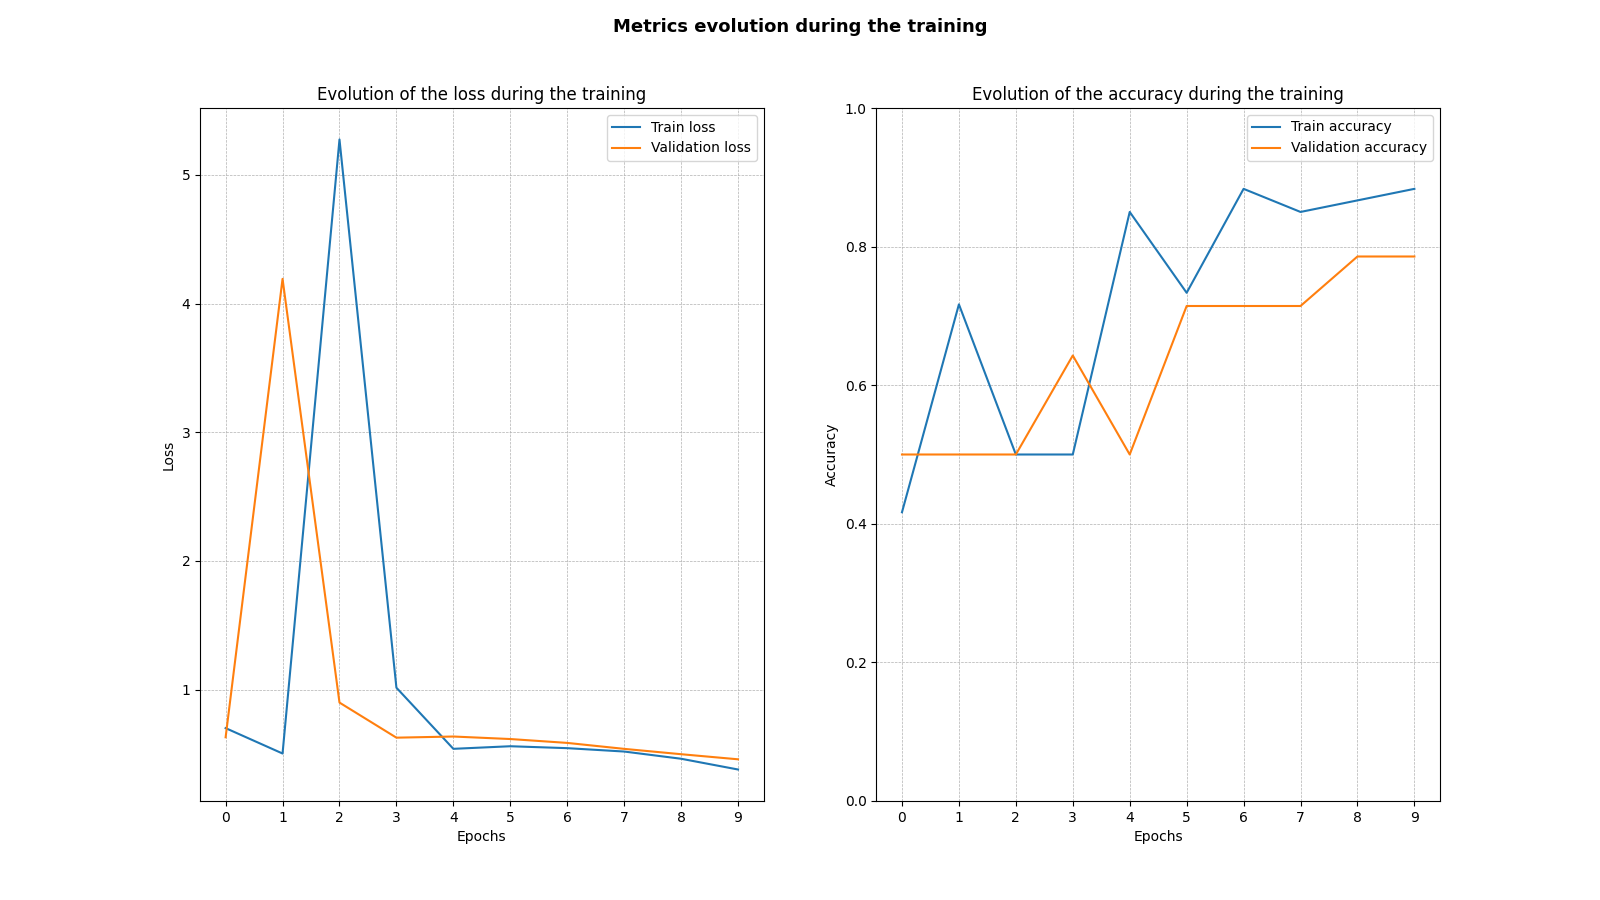 Metrics evolution during the training
Evolution of the loss during the training
Train loss
Validation loss
5
4
3
2
1
Loss
0 1 2 3 4 5 6 7 8 9
Epochs
Evolution of the accuracy during the training
Train accuracy
Validation accuracy
1.0
0.8
0.6
0.4
0.2
0.0
Accuracy
0 1 2 3 4 5 6 7 8 9
Epochs